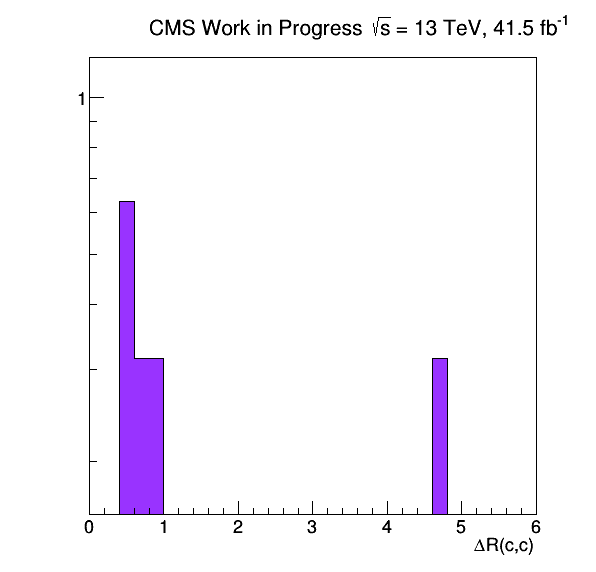 CMS Work in Progress √s = 13 TeV, 41.5 fb⁻¹
1
0 1 2 3 4 5 6
ΔR(c,c)